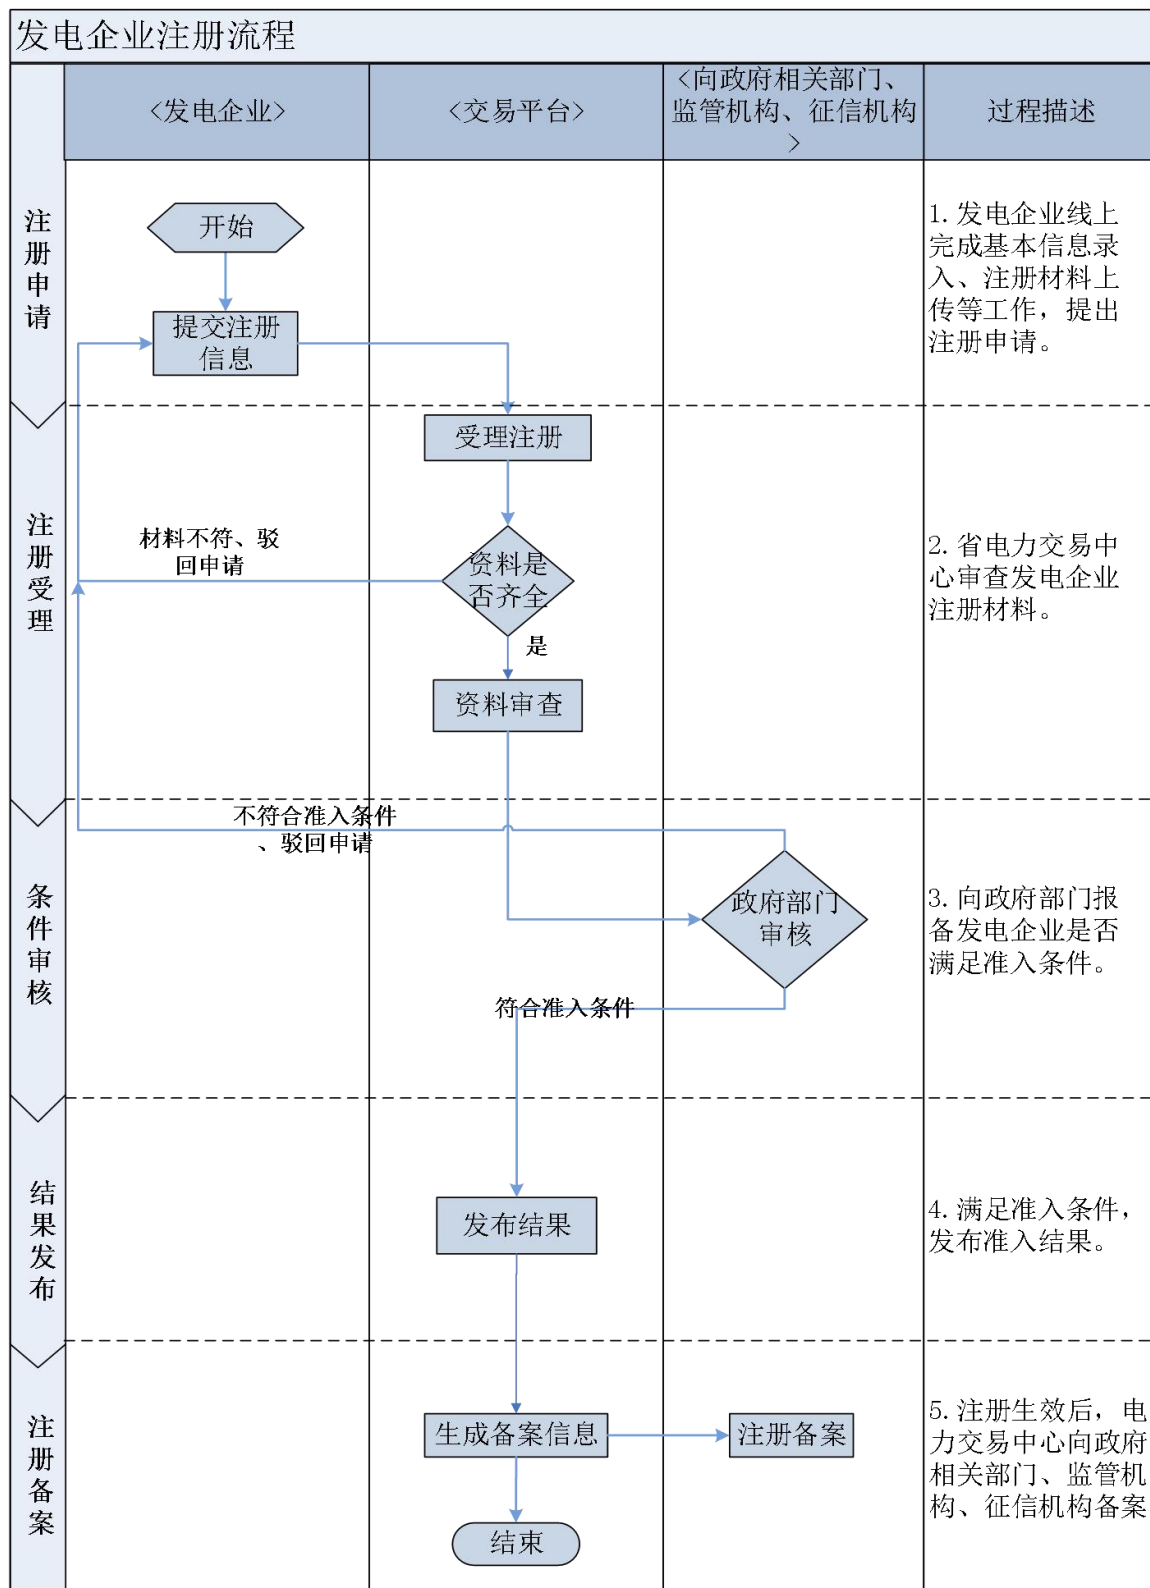 发电企业注册流程
<发电企业>
<交易平台>
<向政府相关部门、
监管机构、征信机构
>
过程描述
注
册
申
请
开始
提交注册
信息
1.发电企业线上
完成基本信息录
入、注册材料上
传等工作，提出
注册申请。
注
册
受
理
受理注册
材料不符、驳
回申请
资料是
否齐全
是
资料审查
2.省电力交易中
心审查发电企业
注册材料。
条
件
审
核
不符合准入条件
、驳回申请
政府部门
审核
符合准入条件
3.向政府部门报
备发电企业是否
满足准入条件。
结
果
发
布
发布结果
4.满足准入条件，
发布准入结果。
注
册
备
案
生成备案信息
注册备案
结束
5.注册生效后，电
力交易中心向政府
相关部门、监管机
构、征信机构备案